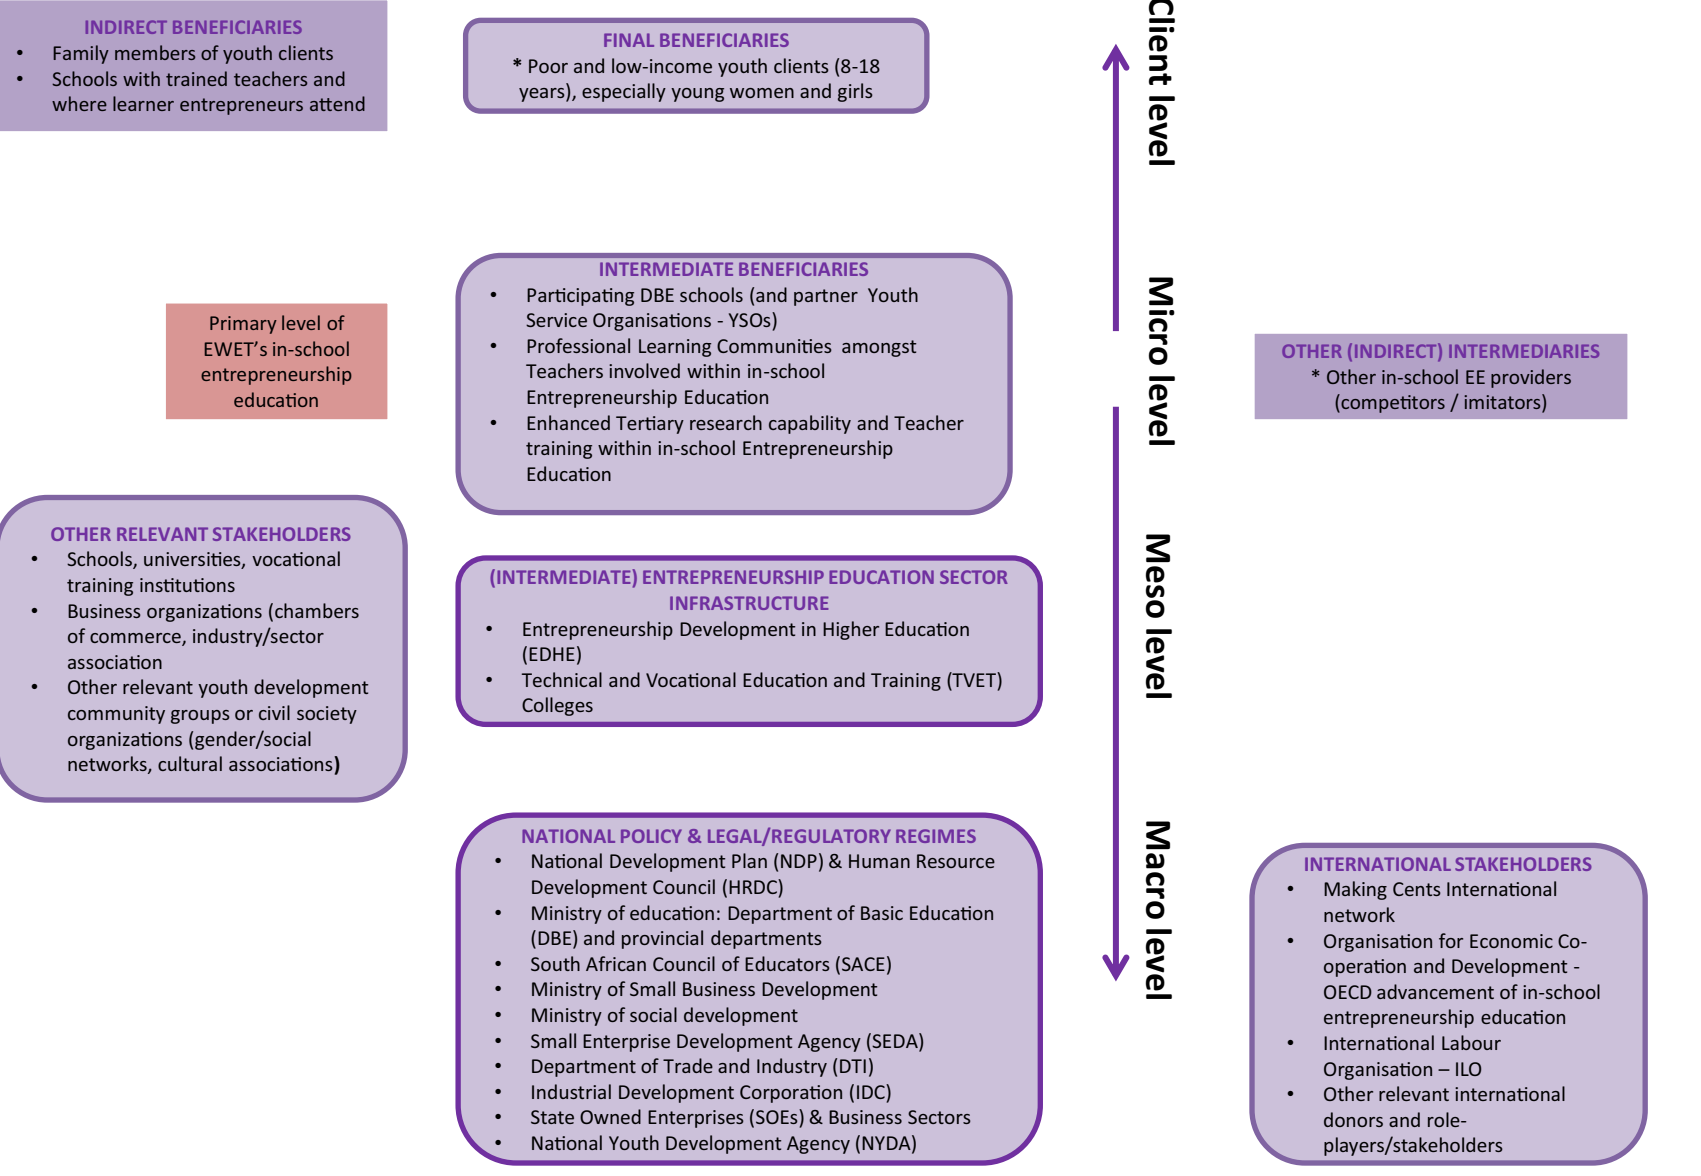 INDIRECT BENEFICIARIES
• Family members of youth clients
• Schools with trained teachers and
where learner entrepreneurs attend
FINAL BENEFICIARIES
* Poor and low-income youth clients (8-18
years), especially young women and girls
Client level
Primary level of
EWET’s in-school
entrepreneurship
education
INTERMEDIATE BENEFICIARIES
• Participating DBE schools (and partner Youth
Service Organisations - YSOs)
• Professional Learning Communities amongst
Teachers involved within in-school
Entrepreneurship Education
• Enhanced Tertiary research capability and Teacher
training within in-school Entrepreneurship
Education
Micro level
OTHER (INDIRECT) INTERMEDIARIES
* Other in-school EE providers
(competitors / imitators)
OTHER RELEVANT STAKEHOLDERS
• Schools, universities, vocational
training institutions
• Business organizations (chambers
of commerce, industry/sector
association
• Other relevant youth development
community groups or civil society
organizations (gender/social
networks, cultural associations)
(INTERMEDIATE) ENTREPRENEURSHIP EDUCATION SECTOR
INFRASTRUCTURE
• Entrepreneurship Development in Higher Education
(EDHE)
• Technical and Vocational Education and Training (TVET)
Colleges
Meso level
NATIONAL POLICY & LEGAL/REGULATORY REGIMES
• National Development Plan (NDP) & Human Resource
Development Council (HRDC)
• Ministry of education: Department of Basic Education
(DBE) and provincial departments
• South African Council of Educators (SACE)
• Ministry of Small Business Development
• Ministry of social development
• Small Enterprise Development Agency (SEDA)
• Department of Trade and Industry (DTI)
• Industrial Development Corporation (IDC)
• State Owned Enterprises (SOEs) & Business Sectors
• National Youth Development Agency (NYDA)
Macro level
INTERNATIONAL STAKEHOLDERS
• Making Cents International
network
• Organisation for Economic Co-
operation and Development -
OECD advancement of in-school
entrepreneurship education
• International Labour
Organisation – ILO
• Other relevant international
donors and role-
players/stakeholders